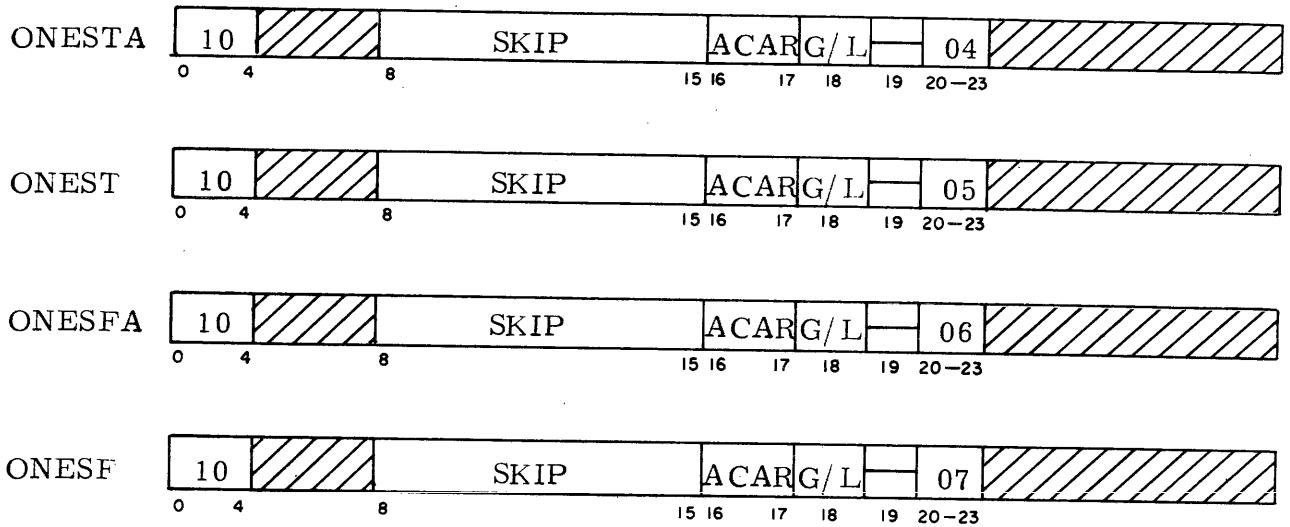 ONESTA 10 SKIP ACAR G/L 04
0 4 8 15 16 17 18 19 20-23
ONEST 10 SKIP ACAR G/L 05
0 4 8 15 16 17 18 19 20-23
ONESFA 10 SKIP ACAR G/L 06
0 4 8 15 16 17 18 19 20-23
ONESF 10 SKIP ACAR G/L 07
0 4 8 15 16 17 18 19 20-23